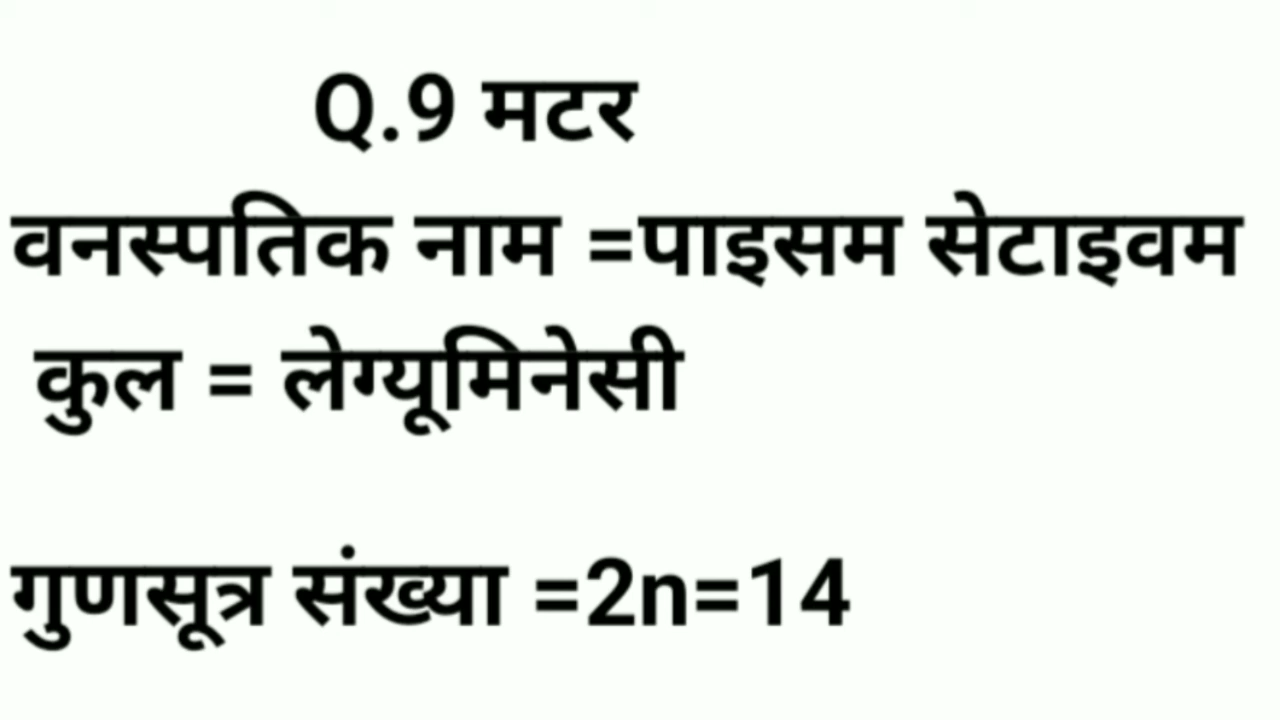 Q.9 मटर
वनस्पतिक नाम =पाइसम सेटाइवम
कुल = लेग्यूमिनेसी
गुणसूत्र संख्या =2n=14